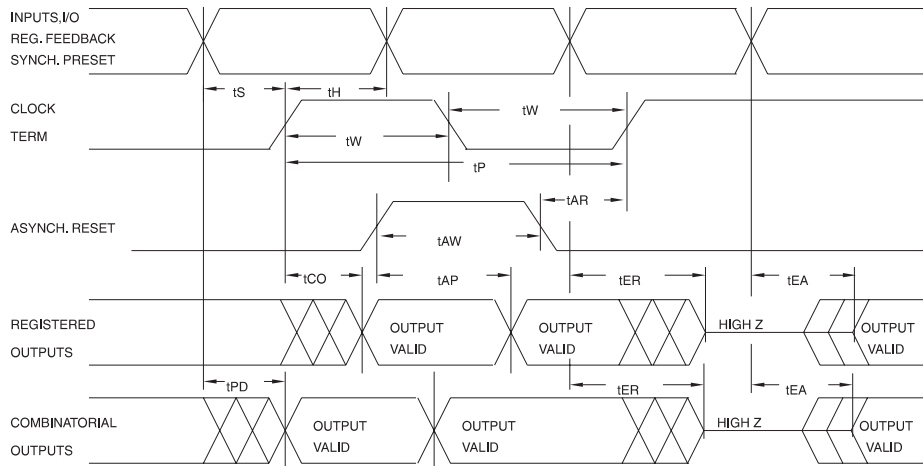 INPUTS,I/O
REG. FEEDBACK
SYNCH. PRESET
tS
tH
CLOCK
TERM
tW
tW
tP
tAR
ASYNCH. RESET
tAW
tCO
tAP
tER
tEA
REGISTERED
OUTPUTS
OUTPUT
VALID
OUTPUT
VALID
HIGH Z
OUTPUT
VALID
tPD
tER
tEA
COMBINATORIAL
OUTPUTS
OUTPUT
VALID
OUTPUT
VALID
HIGH Z
OUTPUT
VALID